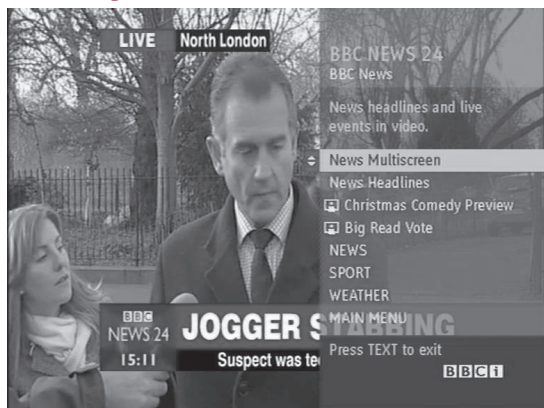 LIVE North London
BBC NEWS 24
BBC News
News headlines and live
events in video.
News Multiscreen
News Headlines
Christmas Comedy Preview
Big Read Vote
NEWS
SPORT
WEATHER
MAIN MENU
Press TEXT to exit
BBCi
BBC
NEWS 24
15:11
JOGGER STABBING
Suspect was